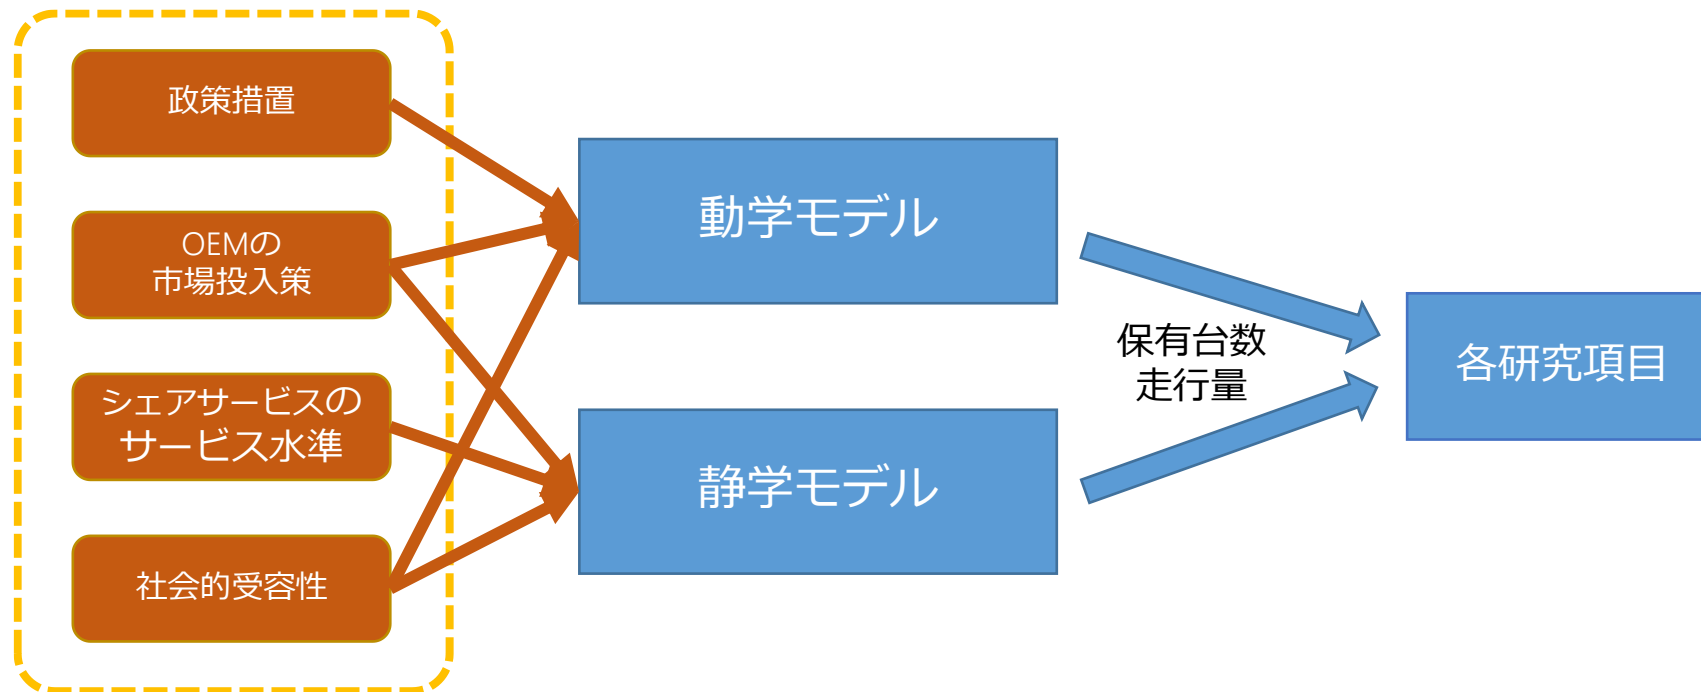 政策措置
OEMの
市場投入策
シェアサービスの
サービス水準
社会的受容性
動学モデル
静学モデル
保有台数
走行量
各研究項目